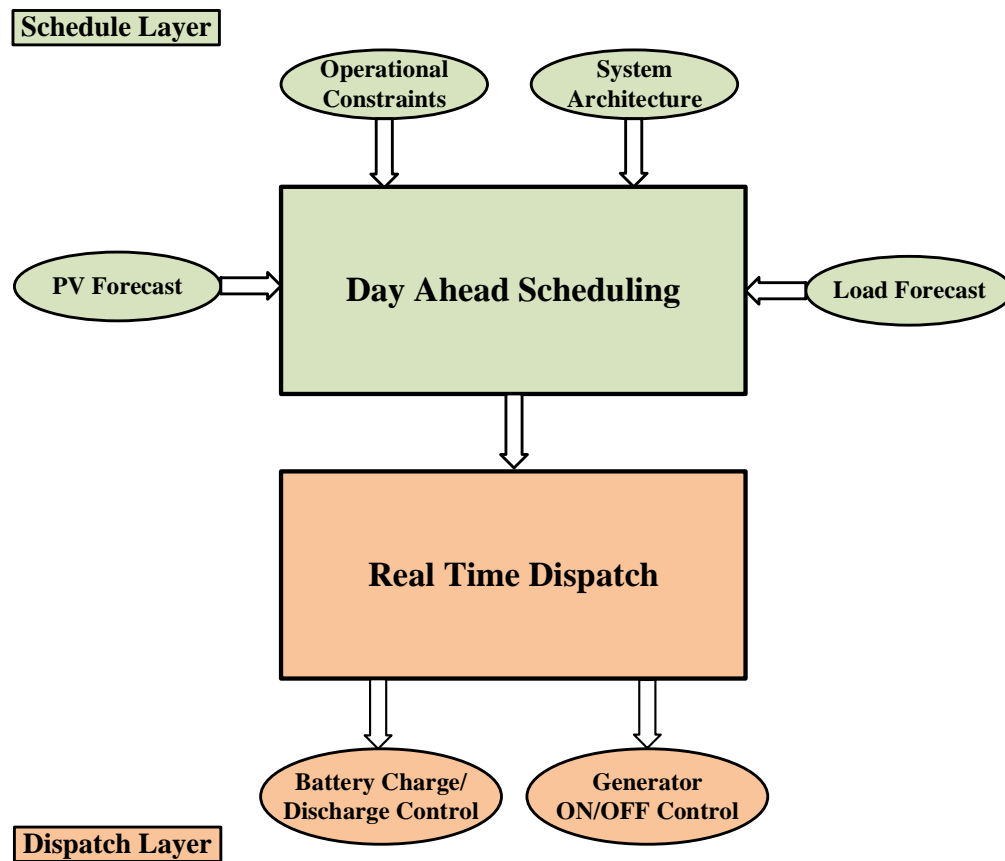 Schedule Layer
Operational
Constraints
System
Architecture
PV Forecast
Day Ahead Scheduling
Load Forecast
Real Time Dispatch
Battery Charge/
Discharge Control
Generator
ON/OFF Control
Dispatch Layer